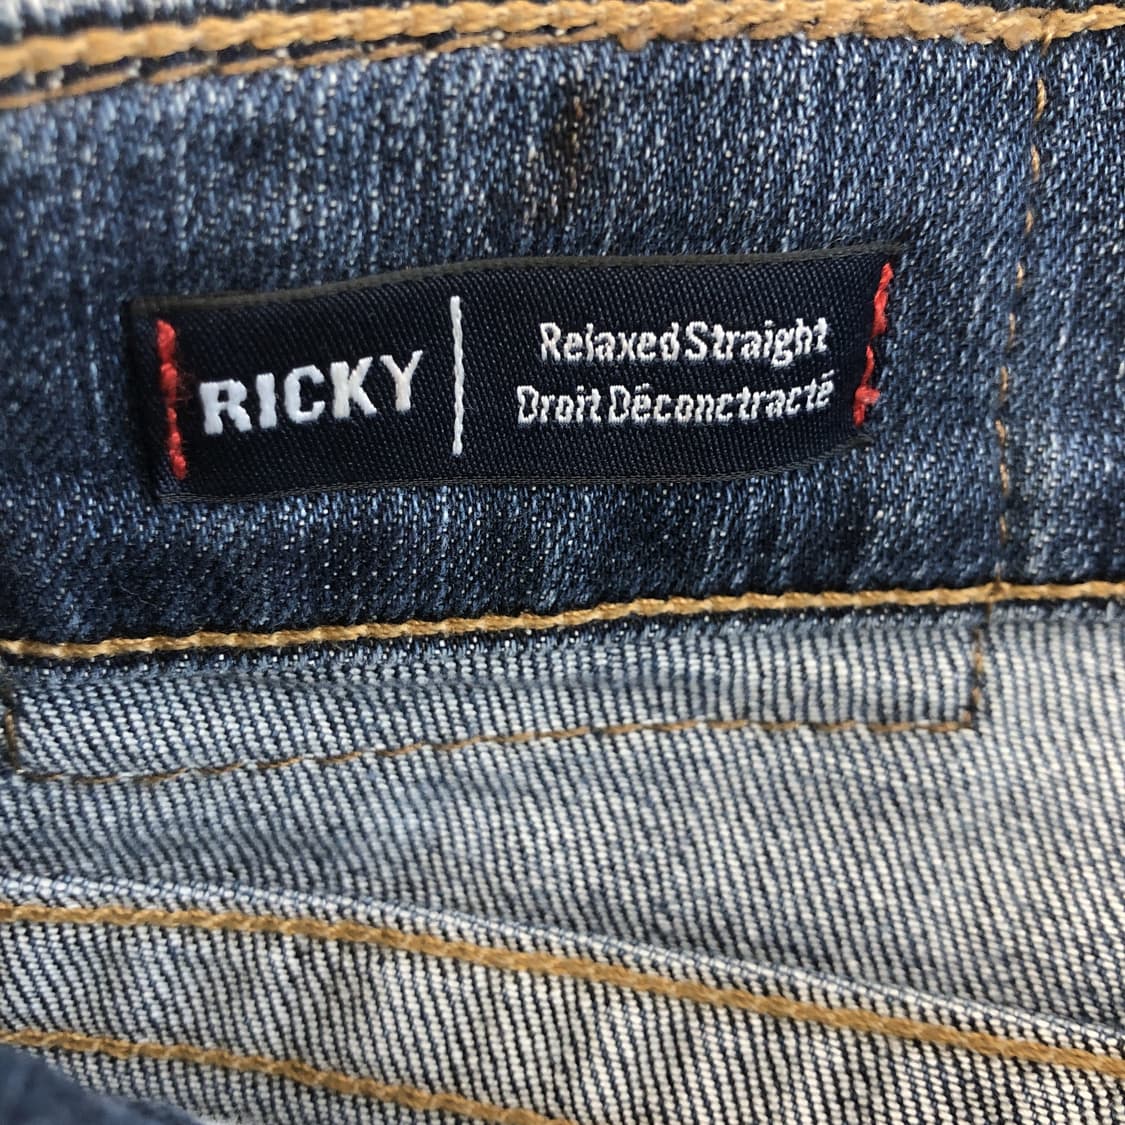 RICKY
Relaxed Straight
Droit Déconctracté